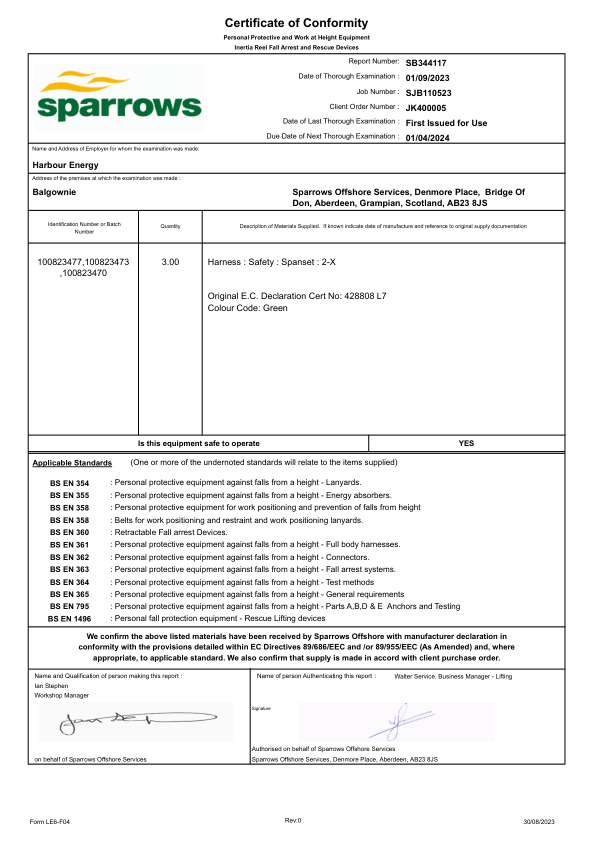 Certificate of Conformity
Personal Protective and Work at Height Equipment
Inertia Reel Fall Arrest and Rescue Devices
sparrows
Report Number: SB344117
Date of Thorough Examination : 01/09/2023
Job Number : SJB110523
Client Order Number : JK400005
Date of Last Thorough Examination : First Issued for Use
Due Date of Next Thorough Examination : 01/04/2024
Name and Address of Employer for whom the examination was made:
Harbour Energy
Address of the premises at which the examination was made :
Balgownie
Sparrows Offshore Services, Denmore Place, Bridge Of
Don, Aberdeen, Grampian, Scotland, AB23 8JS
Identification Number or Batch
Number
Quantity
Description of Materials Supplied. If known indicate date of manufacture and reference to original supply documentation
100823477,100823473
,100823470
3.00
Harness : Safety : Spanset : 2-X
Original E.C. Declaration Cert No: 428808 L7
Colour Code: Green
Is this equipment safe to operate YES
Applicable Standards (One or more of the undernoted standards will relate to the items supplied)
BS EN 354 : Personal protective equipment against falls from a height - Lanyards.
BS EN 355 : Personal protective equipment against falls from a height - Energy absorbers.
BS EN 358 : Personal protective equipment for work positioning and prevention of falls from height
BS EN 358 : Belts for work positioning and restraint and work positioning lanyards.
BS EN 360 : Retractable Fall arrest Devices.
BS EN 361 : Personal protective equipment against falls from a height - Full body harnesses.
BS EN 362 : Personal protective equipment against falls from a height - Connectors.
BS EN 363 : Personal protective equipment against falls from a height - Fall arrest systems.
BS EN 364 : Personal protective equipment against falls from a height - Test methods
BS EN 365 : Personal protective equipment against falls from a height - General requirements
BS EN 795 : Personal protective equipment against falls from a height - Parts A,B,D & E Anchors and Testing
BS EN 1496 : Personal fall protection equipment - Rescue Lifting devices
We confirm the above listed materials have been received by Sparrows Offshore with manufacturer declaration in
conformity with the provisions detailed within EC Directives 89/686/EEC and /or 89/955/EEC (As Amended) and, where
appropriate, to applicable standard. We also confirm that supply is made in accord with client purchase order.
Name and Qualification of person making this report :
Ian Stephen
Workshop Manager
on behalf of Sparrows Offshore Services
Name of person Authenticating this report : Walter Service, Business Manager - Lifting
Signature
Authorised on behalf of Sparrows Offshore Services
Sparrows Offshore Services, Denmore Place, Aberdeen, AB23 8JS
Form LE6-F04
Rev:0
30/08/2023